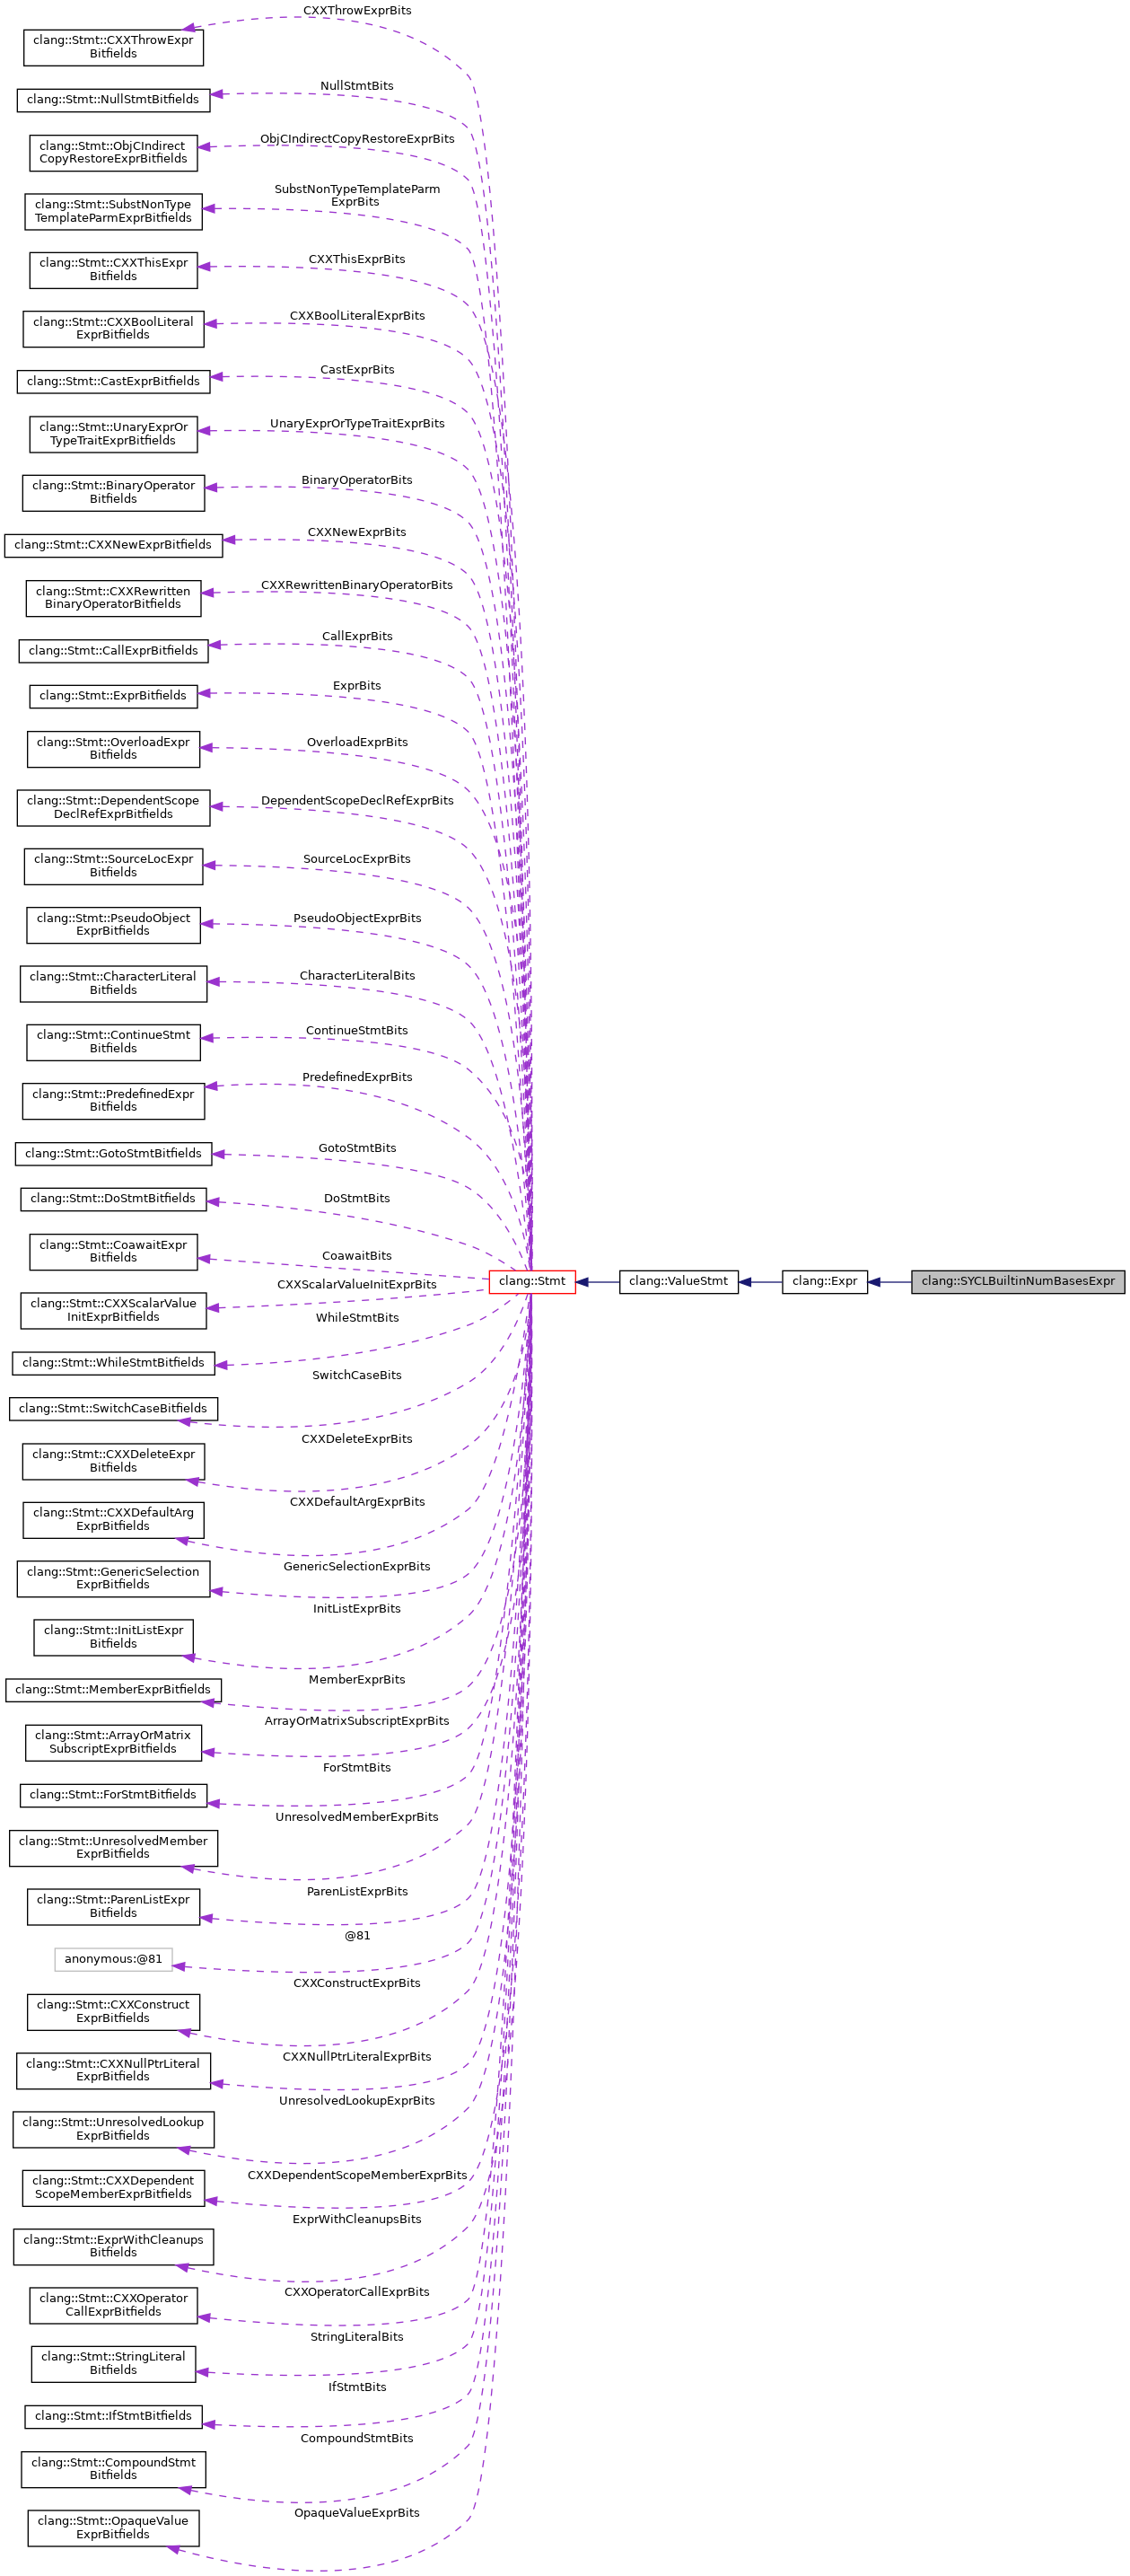 CXXThrowExprBits
clang::Stmt::CXXThrowExpr
Bitfields
NullStmtBits
clang::Stmt::NullStmtBitfields
ObjCIndirectCopyRestoreExprBits
clang::Stmt::ObjCIndirect
CopyRestoreExprBitfields
SubstNonTypeTemplateParm
ExprBits
clang::Stmt::SubstNonType
TemplateParmExprBitfields
CXXThisExprBits
clang::Stmt::CXXThisExpr
Bitfields
CXXBoolLiteralExprBits
clang::Stmt::CXXBoolLiteral
ExprBitfields
CastExprBits
clang::Stmt::CastExprBitfields
UnaryExprOrTypeTraitExprBits
clang::Stmt::UnaryExprOr
TypeTraitExprBitfields
BinaryOperatorBits
clang::Stmt::BinaryOperator
Bitfields
CXXNewExprBits
clang::Stmt::CXXNewExprBitfields
CXXRewrittenBinaryOperatorBits
clang::Stmt::CXXRewritten
BinaryOperatorBitfields
CallExprBits
clang::Stmt::CallExprBitfields
ExprBits
clang::Stmt::ExprBitfields
OverloadExprBits
clang::Stmt::OverloadExpr
Bitfields
DependentScopeDeclRefExprBits
clang::Stmt::DependentScope
DeclRefExprBitfields
SourceLocExprBits
clang::Stmt::SourceLocExpr
Bitfields
PseudoObjectExprBits
clang::Stmt::PseudoObject
ExprBitfields
CharacterLiteralBits
clang::Stmt::CharacterLiteral
Bitfields
ContinueStmtBits
clang::Stmt::ContinueStmt
Bitfields
PredefinedExprBits
clang::Stmt::PredefinedExpr
Bitfields
GotoStmtBits
clang::Stmt::GotoStmtBitfields
DoStmtBits
clang::Stmt::DoStmtBitfields
CoawaitBits
clang::Stmt::CoawaitExpr
Bitfields
clang::Stmt
clang::ValueStmt
clang::Expr
clang::SYCLBuiltinNumBasesExpr
CXXScalarValueInitExprBits
clang::Stmt::CXXScalarValue
InitExprBitfields
WhileStmtBits
clang::Stmt::WhileStmtBitfields
SwitchCaseBits
clang::Stmt::SwitchCaseBitfields
CXXDeleteExprBits
clang::Stmt::CXXDeleteExpr
Bitfields
CXXDefaultArgExprBits
clang::Stmt::CXXDefaultArg
ExprBitfields
GenericSelectionExprBits
clang::Stmt::GenericSelection
ExprBitfields
InitListExprBits
clang::Stmt::InitListExpr
Bitfields
MemberExprBits
clang::Stmt::MemberExprBitfields
ArrayOrMatrixSubscriptExprBits
clang::Stmt::ArrayOrMatrix
SubscriptExprBitfields
ForStmtBits
clang::Stmt::ForStmtBitfields
UnresolvedMemberExprBits
clang::Stmt::UnresolvedMember
ExprBitfields
ParenListExprBits
clang::Stmt::ParenListExpr
Bitfields
@81
anonymous:@81
CXXConstructExprBits
clang::Stmt::CXXConstruct
ExprBitfields
CXXNullPtrLiteralExprBits
clang::Stmt::CXXNullPtrLiteral
ExprBitfields
UnresolvedLookupExprBits
clang::Stmt::UnresolvedLookup
ExprBitfields
CXXDependentScopeMemberExprBits
clang::Stmt::CXXDependent
ScopeMemberExprBitfields
ExprWithCleanupsBits
clang::Stmt::ExprWithCleanups
Bitfields
CXXOperatorCallExprBits
clang::Stmt::CXXOperator
CallExprBitfields
StringLiteralBits
clang::Stmt::StringLiteral
Bitfields
IfStmtBits
clang::Stmt::IfStmtBitfields
CompoundStmtBits
clang::Stmt::CompoundStmt
Bitfields
OpaqueValueExprBits
clang::Stmt::OpaqueValue
ExprBitfields